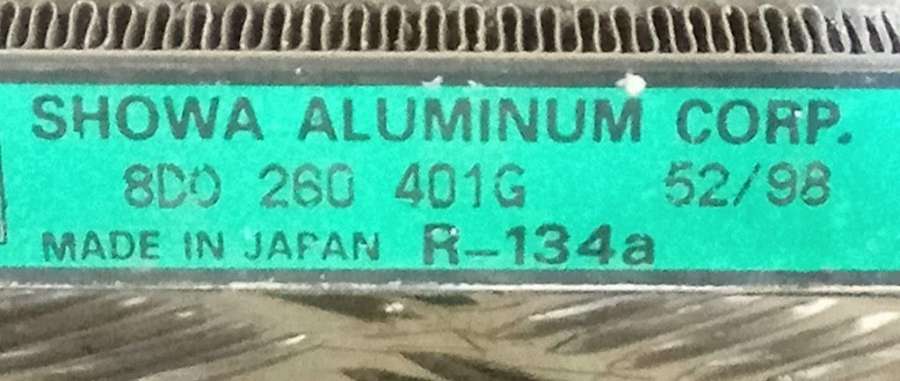 SHOWA ALUMINUM CORP.
8D0 260 401G 52/98
MADE IN JAPAN R-134a